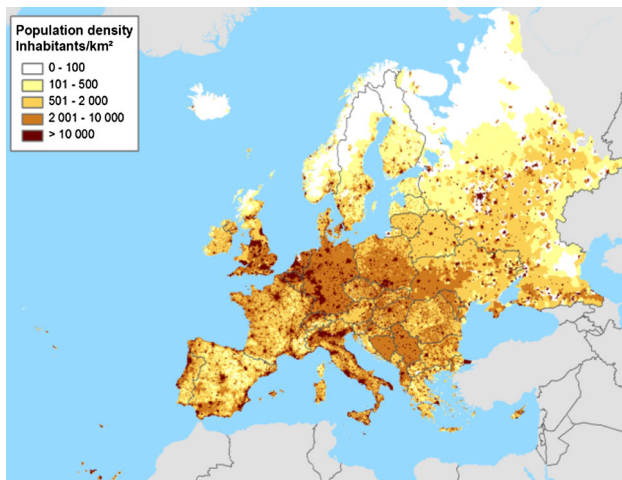 Population density
Inhabitants/km²
0 - 100
101 - 500
501 - 2 000
2 001 - 10 000
> 10 000